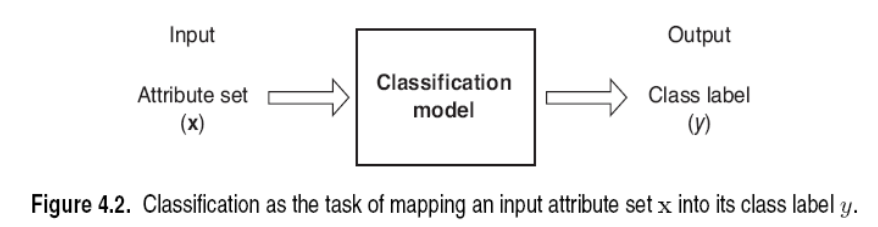 Input
Output
Attribute set
(x)
Classification
model
Class label
(y)
Figure 4.2. Classification as the task of mapping an input attribute set x into its class label y.